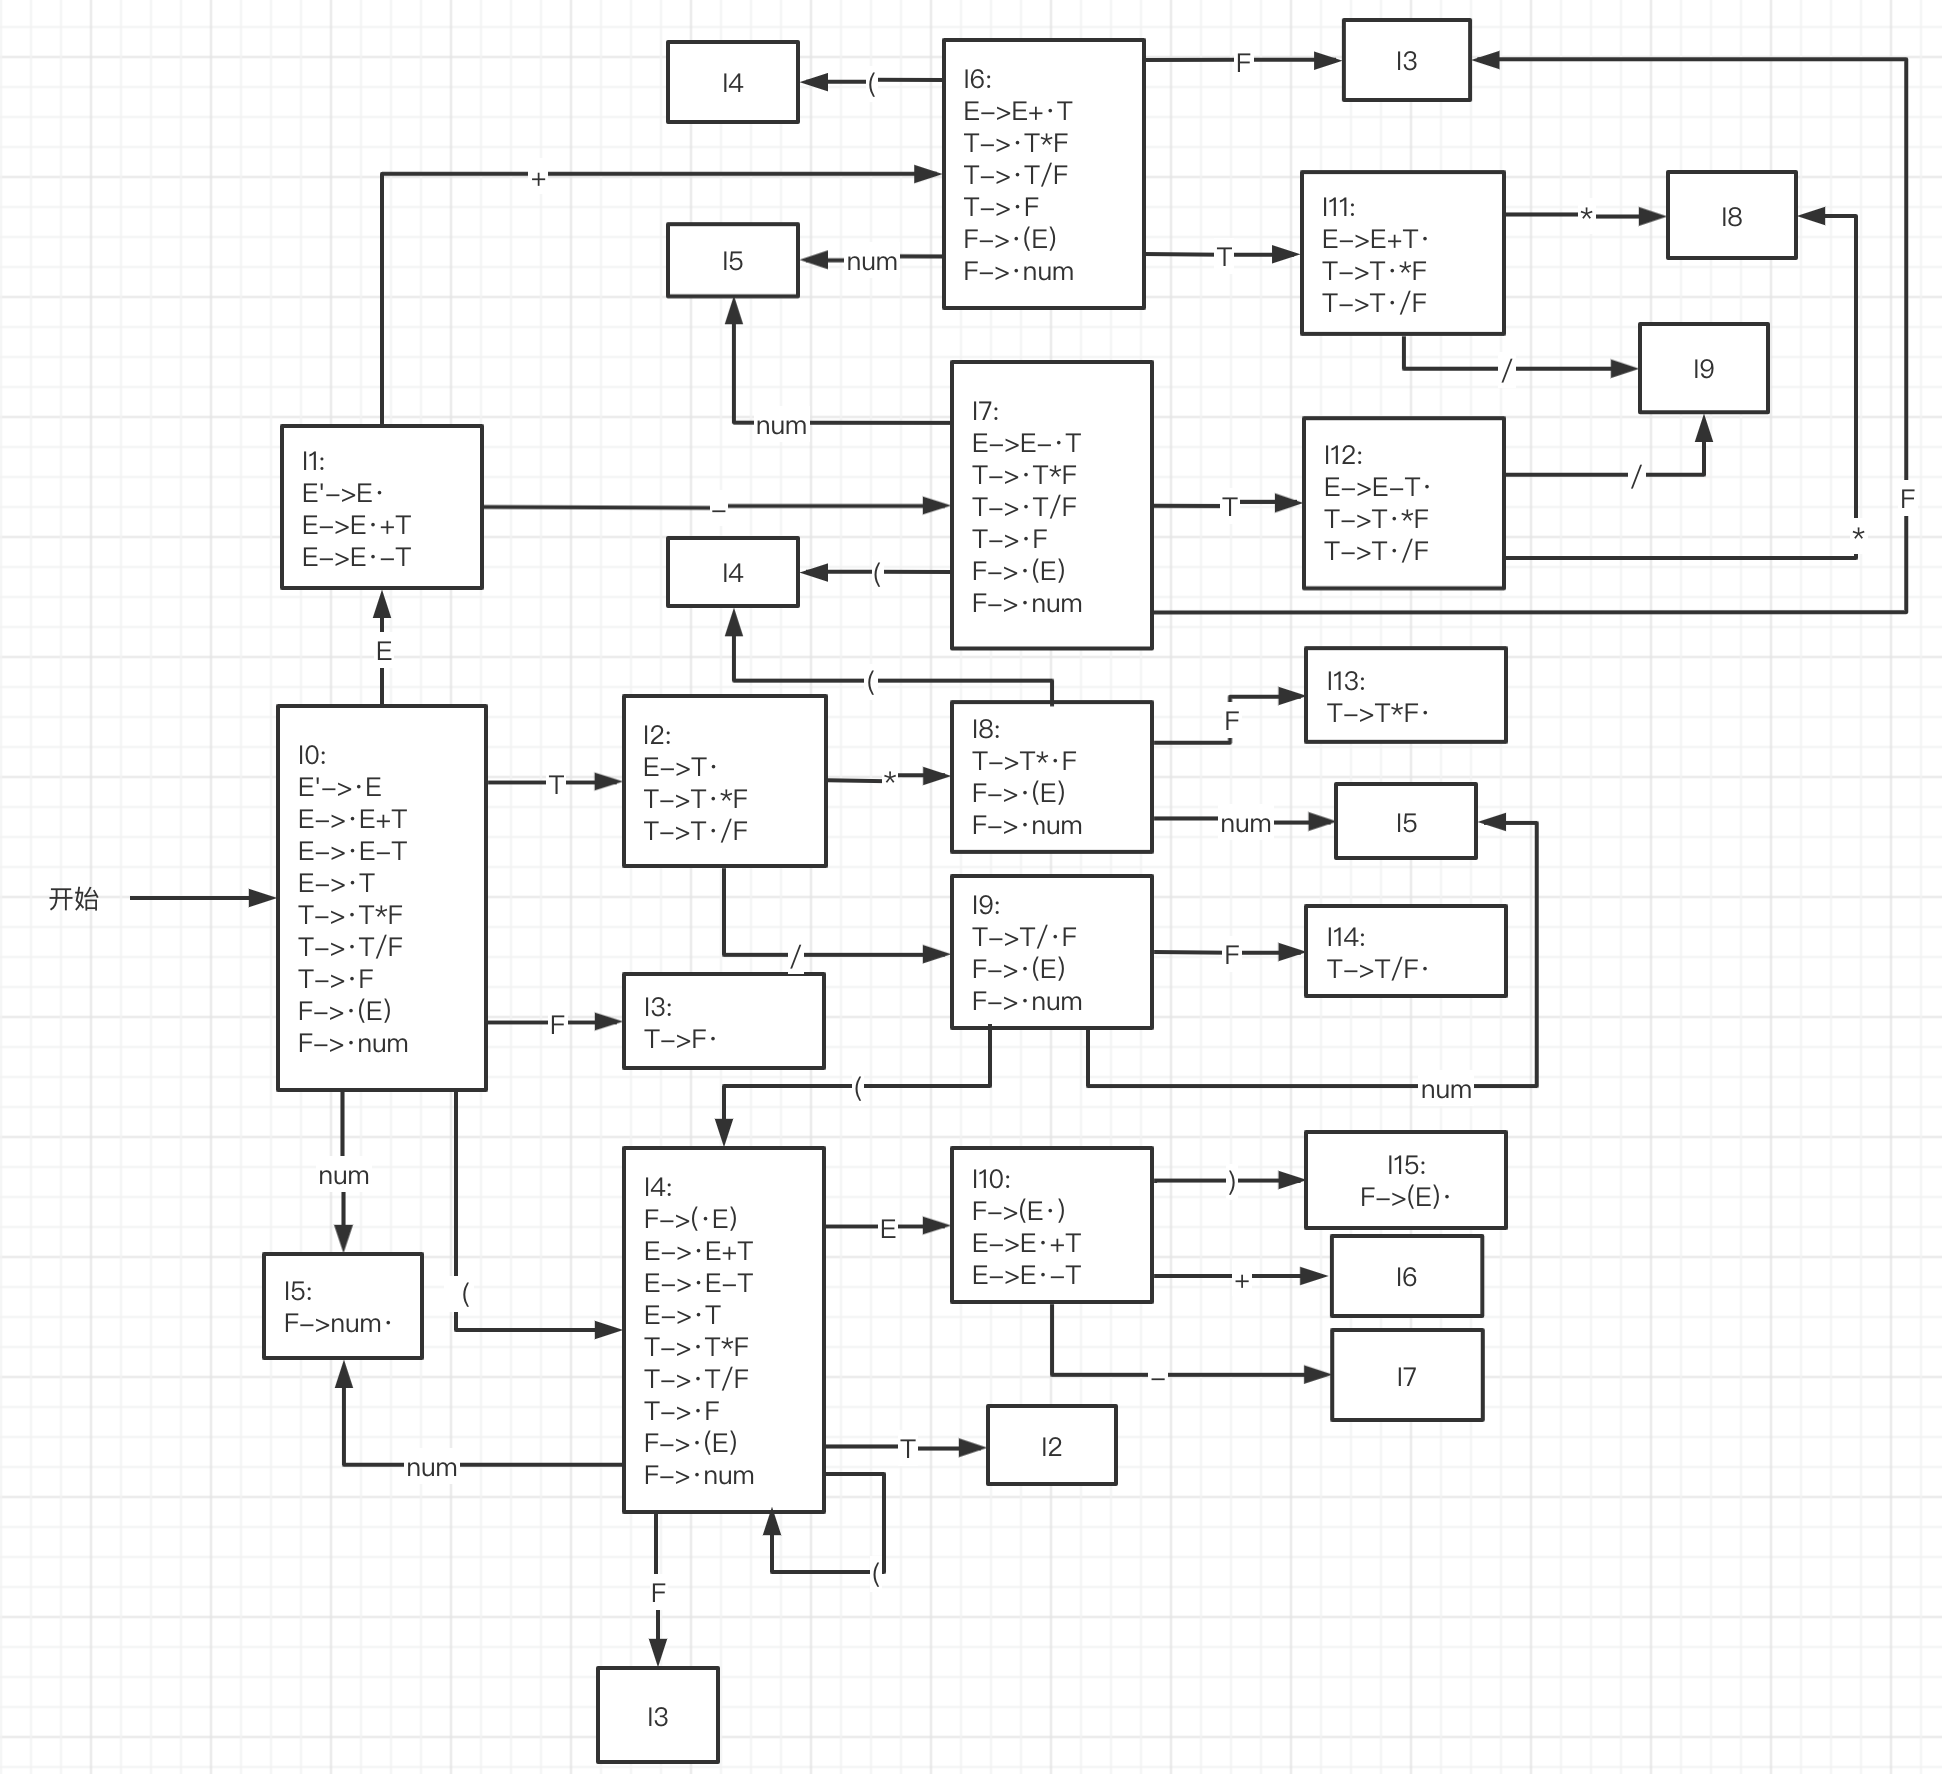 I4
(
I6:
E->E+·T
T->·T*F
T->·T/F
T->·F
F->·(E)
F->·num
F
I3
+
I5
num
T
I11:
E->E+T·
T->T·*F
T->T·/F
*
I8
/
I9
num
I7:
E->E-·T
T->·T*F
T->·T/F
T->·F
F->·(E)
F->·num
T
I12:
E->E-T·
T->T·*F
T->T·/F
/
*
F
I1:
E'->E·
E->E·+T
E->E·-T
-
I4
(
E
(
开始
I0:
E'->·E
E->·E+T
E->·E-T
E->·T
T->·T*F
T->·T/F
T->·F
F->·(E)
F->·num
T
I2:
E->T·
T->T·*F
T->T·/F
*
I8:
T->T*·F
F->·(E)
F->·num
F
I13:
T->T*F·
num
I5
/
I9:
T->T/·F
F->·(E)
F->·num
F
I14:
T->T/F·
F
I3:
T->F·
(
num
num
(
I5:
F->num·
I4:
F->(·E)
E->·E+T
E->·E-T
E->·T
T->·T*F
T->·T/F
T->·F
F->·(E)
F->·num
E
I10:
F->(E·)
E->E·+T
E->E·-T
)
I15:
F->(E)·
+
I6
-
I7
num
T
I2
(
F
I3